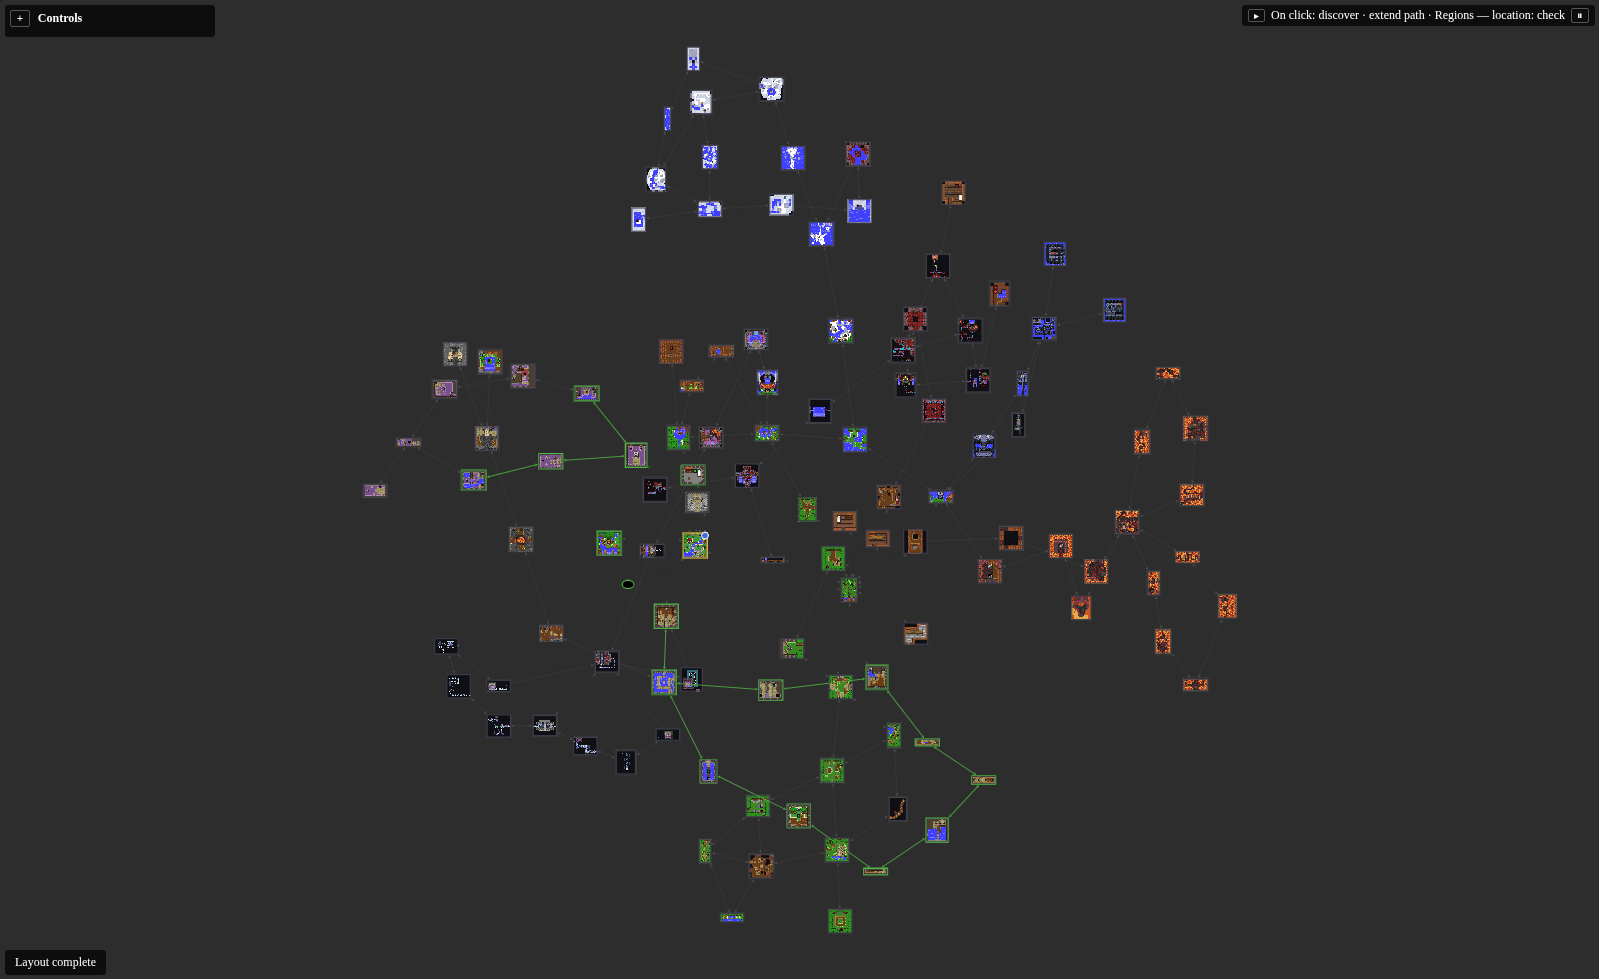 + Controls
► On click: discover · extend path · Regions — location: check ⏸
Layout complete